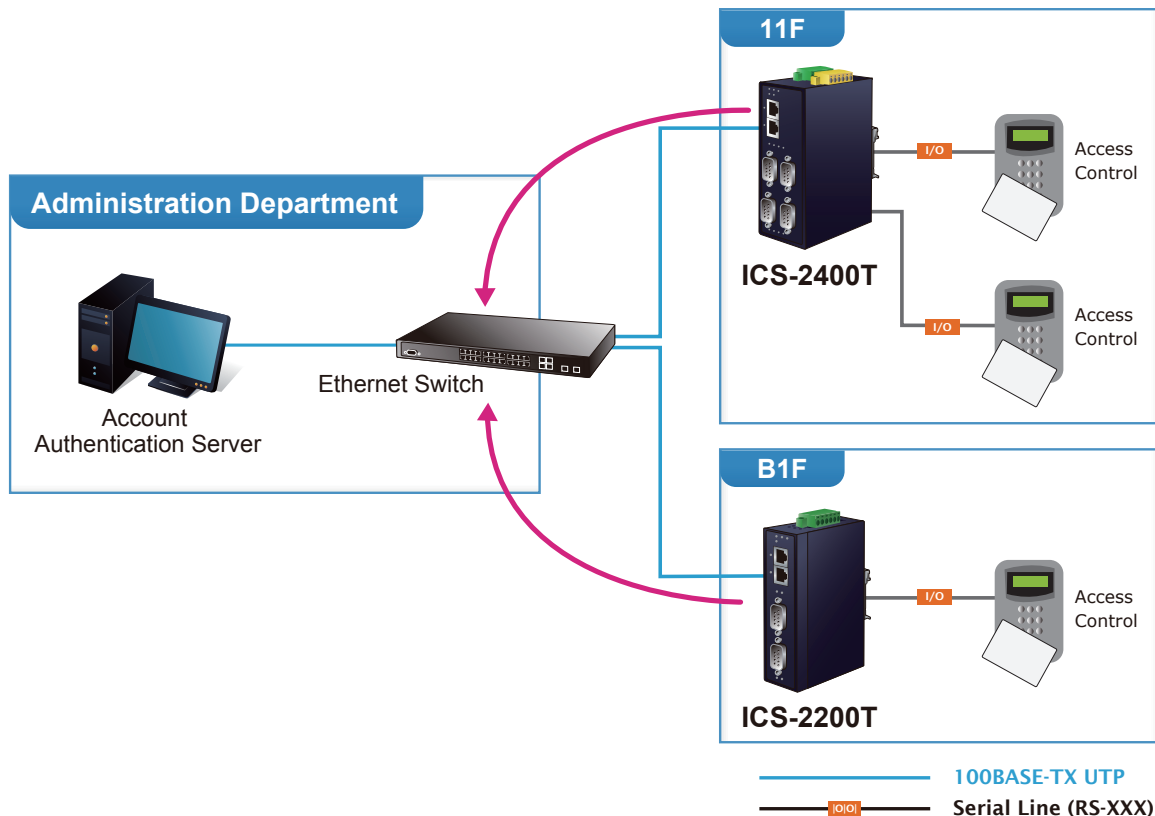 11F
I/O
Access
Control
ICS-2400T
I/O
Access
Control
Administration Department
Ethernet Switch
Account
Authentication Server
B1F
I/O
Access
Control
ICS-2200T
100BASE-TX UTP
|O|O|
Serial Line (RS-XXX)